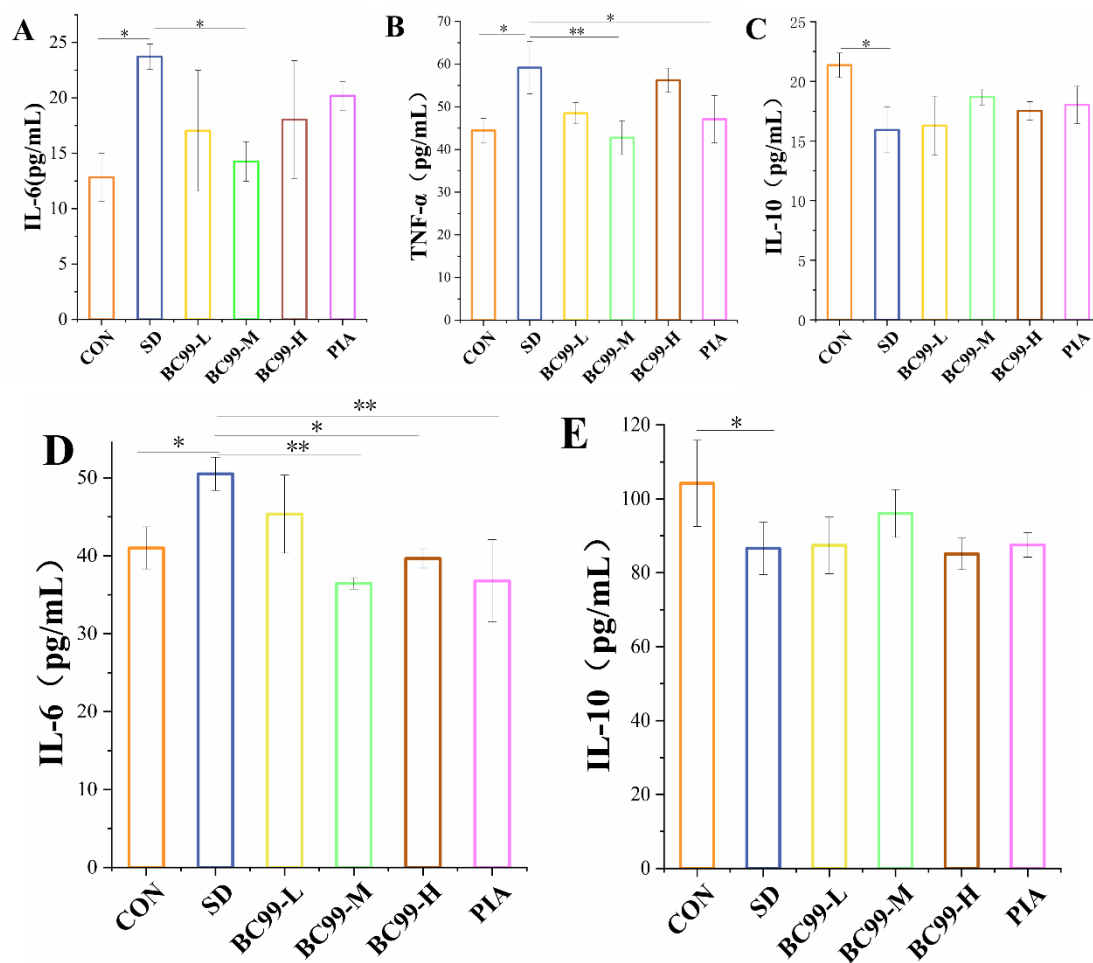 A
IL-6(pg/mL)
25
20
15
10
5
0
*
*
CON
SD
BC99-L
BC99-M
BC99-H
PIA
B
TNF-α（pg/mL）
70
60
50
40
30
20
10
0
*
**
*
CON
SD
BC99-L
BC99-M
BC99-H
PIA
C
IL-10（pg/mL）
25
20
15
10
5
0
*
CON
SD
BC99-L
BC99-M
BC99-H
PIA
D
IL-6（pg/mL）
50
40
30
20
10
0
**
*
*
**
CON
SD
BC99-L
BC99-M
BC99-H
PIA
E
IL-10（pg/mL）
120
100
80
60
40
20
0
*
CON
SD
BC99-L
BC99-M
BC99-H
PIA